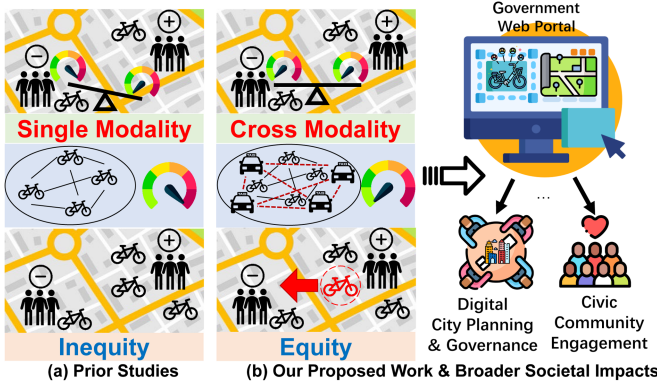 Single Modality
Inequity
(a) Prior Studies
Cross Modality
Equity
Government
Web Portal
...
Digital
City Planning
& Governance
Civic
Community
Engagement
(b) Our Proposed Work & Broader Societal Impacts